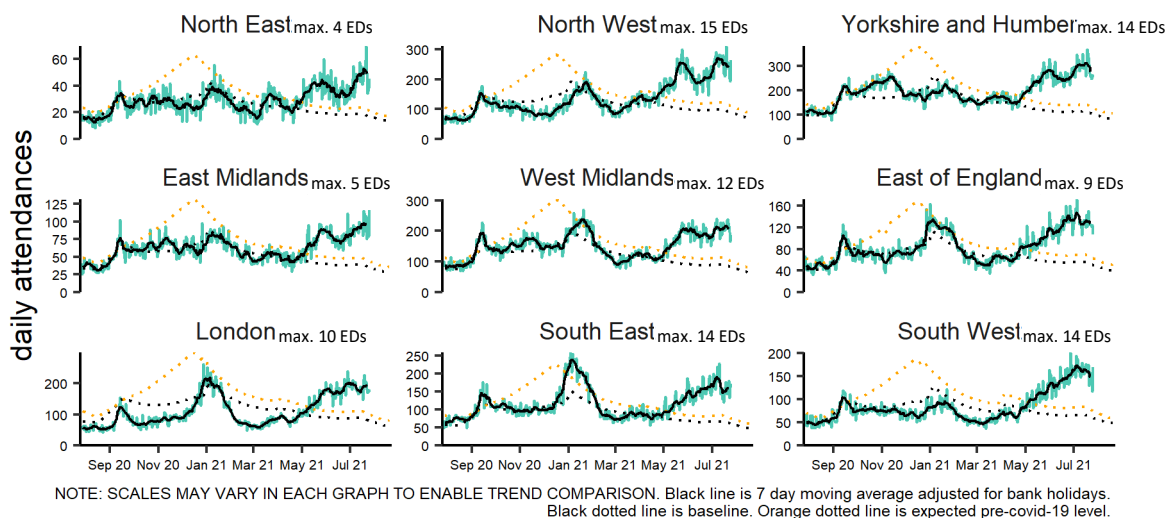 North East max. 4 EDs
North West max. 15 EDs
Yorkshire and Humber max. 14 EDs
60
40
20
0
300
200
100
0
300
200
100
0
daily attendances
East Midlands max. 5 EDs
West Midlands max. 12 EDs
East of England max. 9 EDs
125
100
75
50
25
0
300
200
100
0
160
120
80
40
0
London max. 10 EDs
South East max. 14 EDs
South West max. 14 EDs
200
100
0
250
200
150
100
50
0
200
150
100
50
0
Sep 20 Nov 20 Jan 21 Mar 21 May 21 Jul 21
Sep 20 Nov 20 Jan 21 Mar 21 May 21 Jul 21
Sep 20 Nov 20 Jan 21 Mar 21 May 21 Jul 21
NOTE: SCALES MAY VARY IN EACH GRAPH TO ENABLE TREND COMPARISON. Black line is 7 day moving average adjusted for bank holidays.
Black dotted line is baseline. Orange dotted line is expected pre-covid-19 level.